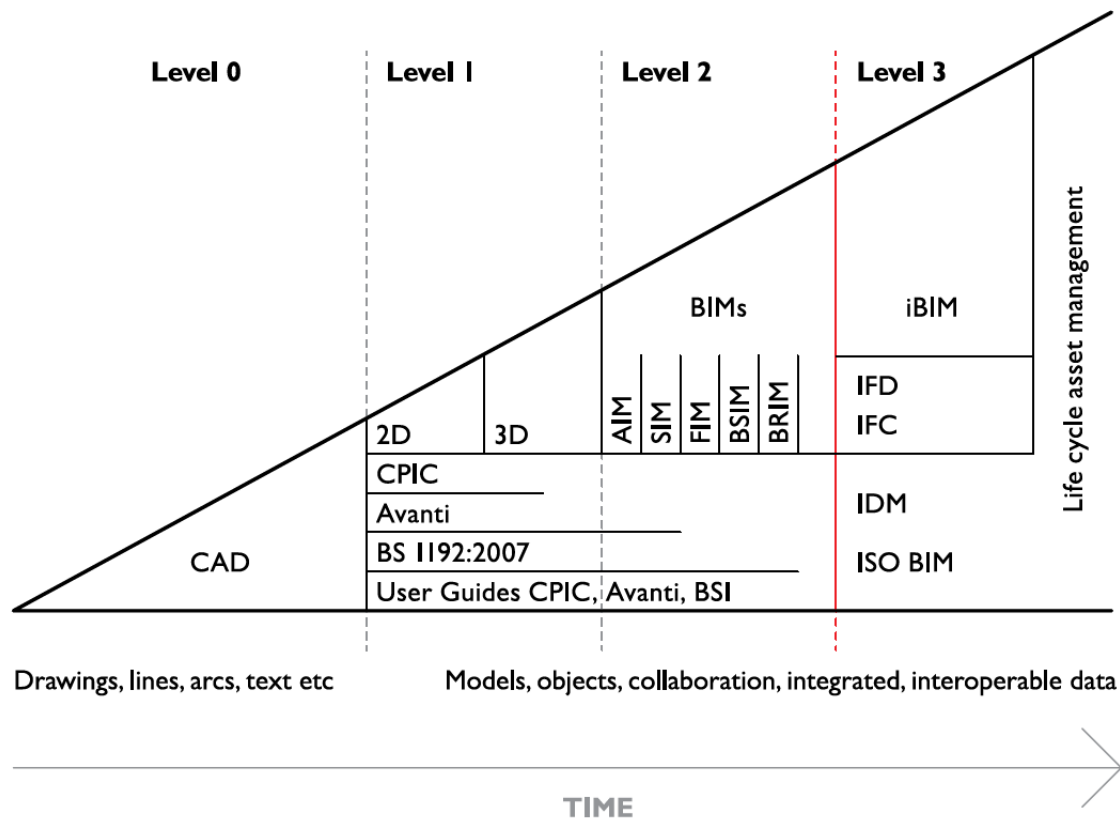 Level 0
Level 1
Level 2
Level 3
BIMs
iBIM
Life cycle asset management
2D
3D
AIM
SIM
FIM
BSIM
BRIM
IFD
IFC
CPIC
Avanti
IDM
CAD
BS 1192:2007
ISO BIM
User Guides CPIC, Avanti, BSI
Drawings, lines, arcs, text etc
Models, objects, collaboration, integrated, interoperable data
TIME